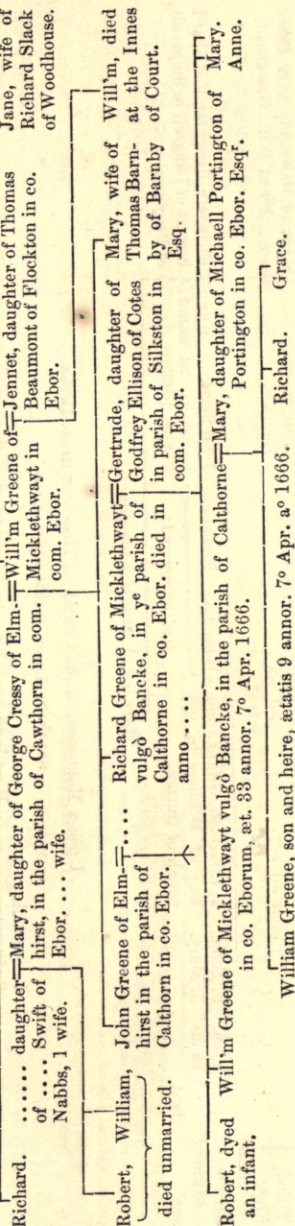 Richard.
...... daughter
of .... Swift of
Nabbs, 1 wife.
Mary, daughter of George Cressy of Elm-
hirst, in the parish of Cawthorn in com.
Ebor. ... wife.
Will'm Greene of
Micklethwayt in
com. Ebor.
Jennet, daughter of Thomas
Beaumont of Flockton in co.
Ebor.
Jane, wife of
Richard Slack
of Woodhouse.
Robert, William,
died unmarried.
John Greene of Elm-
hirst in the parish of
Calthorn in co. Ebor.
....
Richard Greene of Micklethwayt
vulgò Bancke, in yᵉ parish of
Calthorne in co. Ebor. died in
anno ....
Gertrude, daughter of
Godfrey Ellison of Cotes
in parish of Silkston in
com. Ebor.
Mary, wife of
Thomas Barn-
by of Barnby
Esq.
Will'm, died
at the Innes
of Court.
Robert, dyed
an infant.
Will'm Greene of Micklethwayt vulgò Bancke, in the parish of Calthorne
in co. Eborum, æt. 33 annor. 7º Apr. 1666.
Mary, daughter of Michaell Portington of
Portington in co. Ebor. Esqʳ.
Mary.
Anne.
William Greene, son and heire, ætatis 9 annor. 7º Apr. aº 1666.
Richard.
Grace.